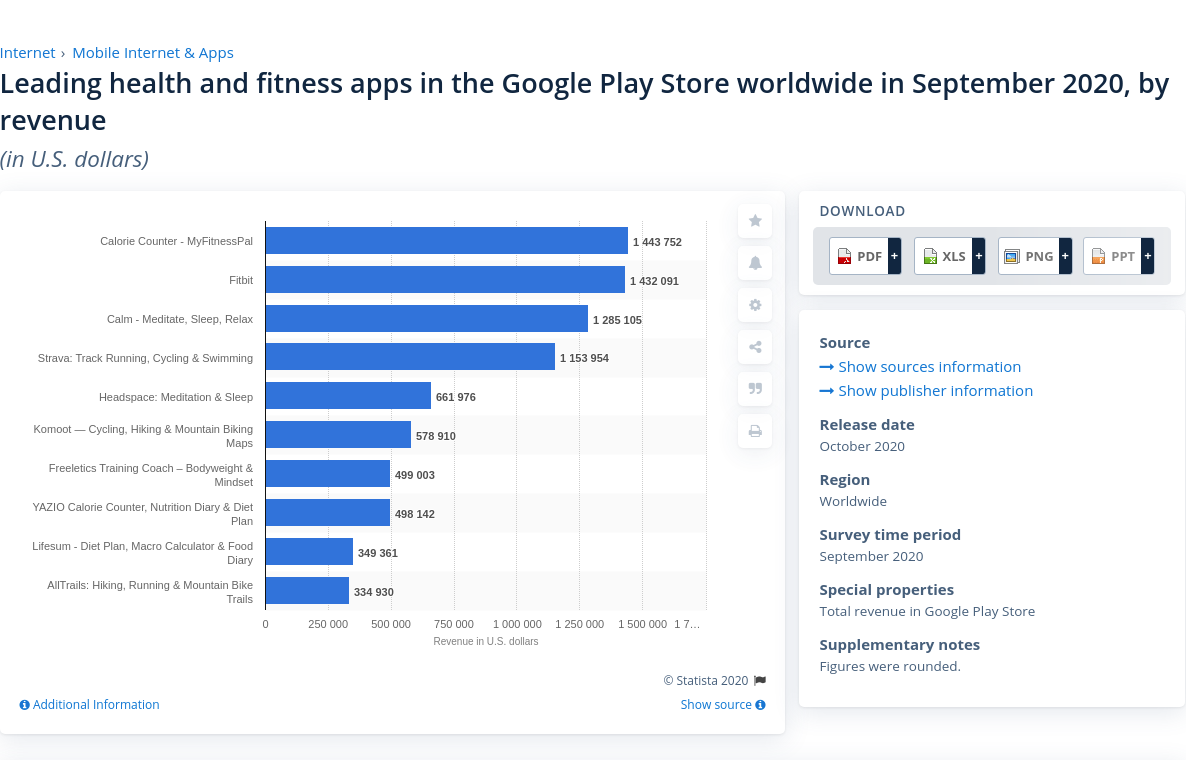 Internet › Mobile Internet & Apps
Leading health and fitness apps in the Google Play Store worldwide in September 2020, by
revenue
(in U.S. dollars)
Calorie Counter - MyFitnessPal 1 443 752
Fitbit 1 432 091
Calm - Meditate, Sleep, Relax 1 285 105
Strava: Track Running, Cycling & Swimming 1 153 954
Headspace: Meditation & Sleep 661 976
Komoot — Cycling, Hiking & Mountain Biking
Maps 578 910
Freeletics Training Coach – Bodyweight &
Mindset 499 003
YAZIO Calorie Counter, Nutrition Diary & Diet
Plan 498 142
Lifesum - Diet Plan, Macro Calculator & Food
Diary 349 361
AllTrails: Hiking, Running & Mountain Bike
Trails 334 930
0 250 000 500 000 750 000 1 000 000 1 250 000 1 500 000 1 7…
Revenue in U.S. dollars
© Statista 2020
Additional Information Show source
DOWNLOAD
PDF + XLS + PNG + PPT +
Source
Show sources information
Show publisher information
Release date
October 2020
Region
Worldwide
Survey time period
September 2020
Special properties
Total revenue in Google Play Store
Supplementary notes
Figures were rounded.